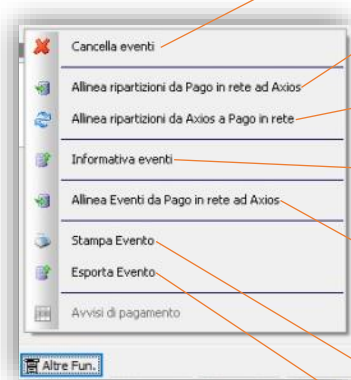 Cancella eventi
Allinea ripartizioni da Pago in rete ad Axios
Allinea ripartizioni da Axios a Pago in rete
Informativa eventi
Allinea Eventi da Pago in rete ad Axios
Stampa Evento
Esporta Evento
Avvisi di pagamento
Altre Fun.